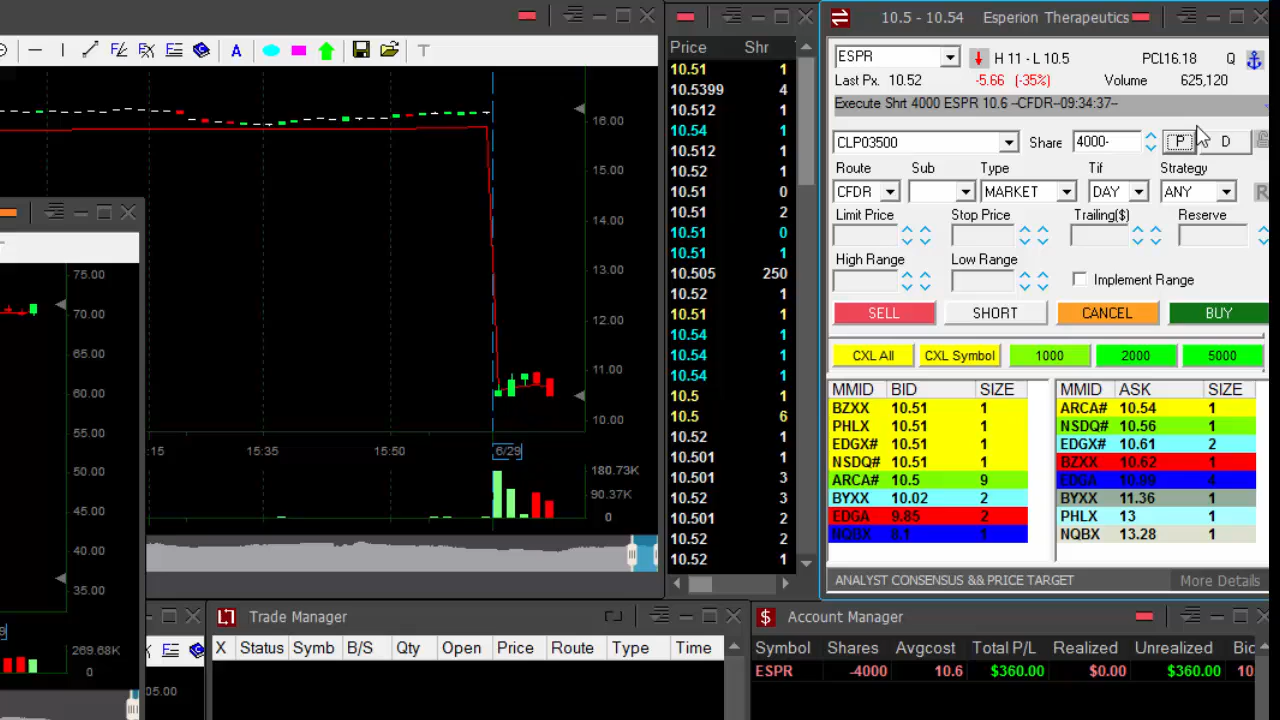 10.5 - 10.54 Esperion Therapeutics
A
T
Price Shr
10.51 1
10.5399 4
10.512 1
10.54 1
10.512 1
10.52 1
10.51 0
10.51 2
10.51 0
10.51 1
10.505 250
10.52 1
10.51 1
10.54 1
10.54 1
10.54 1
10.5 1
10.5 6
10.52 1
10.501 1
10.501 3
10.52 3
10.501 2
10.52 2
10.52 1
16.00
15.00
14.00
13.00
12.00
11.00
10.00
:15 15:35 15:50 6/29
180.73K
90.37K
0
75.00
70.00
65.00
60.00
55.00
50.00
45.00
40.00
35.00
269.68K
0
05.00
ESPR H 11 - L 10.5 PCL16.18 Q
Last Px. 10.52 -5.66 (-35%) Volume 625,120
Execute Shrt 4000 ESPR 10.6 --CFDR--09:34:37--
CLP03500 Share 4000- P D
Route Sub Type Tif Strategy
CFDR MARKET DAY ANY R
Limit Price Stop Price Trailing($) Reserve
High Range Low Range
Implement Range
SELL SHORT CANCEL BUY
CXL All CXL Symbol 1000 2000 5000
MMID BID SIZE MMID ASK SIZE
BZXX 10.51 1 ARCA# 10.54 1
PHLX 10.51 1 NSDQ# 10.56 1
EDGX# 10.51 1 EDGX# 10.61 2
NSDQ# 10.51 1 BZXX 10.62 1
ARCA# 10.5 9 EDGA 10.99 4
BYXX 10.02 2 BYXX 11.36 1
EDGA 9.85 2 PHLX 13 1
NQBX 8.1 1 NQBX 13.28 1
ANALYST CONSENSUS && PRICE TARGET More Details
Trade Manager
X Status Symb B/S Qty Open Price Route Type Time
Account Manager
Symbol Shares Avgcost Total P/L Realized Unrealized Bid
ESPR -4000 10.6 $360.00 $0.00 $360.00 10.